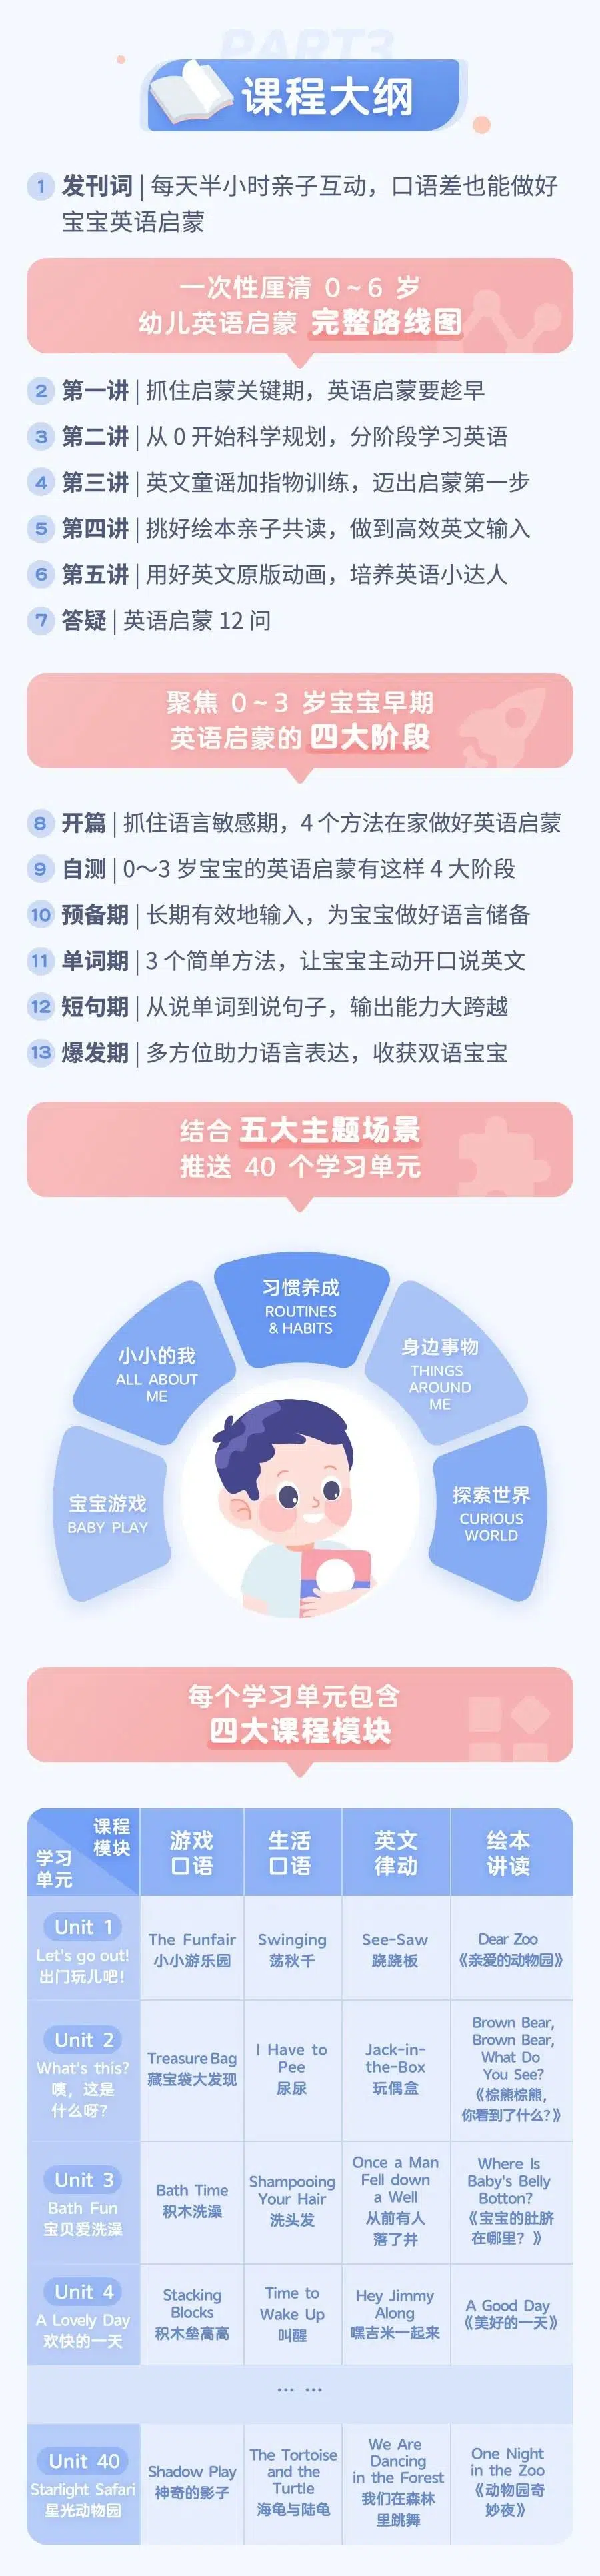 PART3
课程大纲
1 发刊词 | 每天半小时亲子互动，口语差也能做好
宝宝英语启蒙
一次性厘清 0~6 岁
幼儿英语启蒙 完整路线图
2 第一讲 | 抓住启蒙关键期，英语启蒙要趁早
3 第二讲 | 从 0 开始科学规划，分阶段学习英语
4 第三讲 | 英文童谣加指物训练，迈出启蒙第一步
5 第四讲 | 挑好绘本亲子共读，做到高效英文输入
6 第五讲 | 用好英文原版动画，培养英语小达人
7 答疑 | 英语启蒙 12 问
聚焦 0~3 岁宝宝早期
英语启蒙的 四大阶段
8 开篇 | 抓住语言敏感期，4 个方法在家做好英语启蒙
9 自测 | 0～3 岁宝宝的英语启蒙有这样 4 大阶段
10 预备期 | 长期有效地输入，为宝宝做好语言储备
11 单词期 | 3 个简单方法，让宝宝主动开口说英文
12 短句期 | 从说单词到说句子，输出能力大跨越
13 爆发期 | 多方位助力语言表达，收获双语宝宝
结合 五大主题场景
推送 40 个学习单元
宝宝游戏
BABY PLAY
小小的我
ALL ABOUT
ME
习惯养成
ROUTINES
& HABITS
身边事物
THINGS
AROUND
ME
探索世界
CURIOUS
WORLD
每个学习单元包含
四大课程模块
课程
模块
学习
单元
游戏
口语
生活
口语
英文
律动
绘本
讲读
Unit 1
Let's go out!
出门玩儿吧!
The Funfair
小小游乐园
Swinging
荡秋千
See-Saw
跷跷板
Dear Zoo
《亲爱的动物园》
Unit 2
What's this?
咦，这是
什么呀?
Treasure Bag
藏宝袋大发现
I Have to
Pee
尿尿
Jack-in-
the-Box
玩偶盒
Brown Bear,
Brown Bear,
What Do
You See?
《棕熊棕熊，
你看到了什么?》
Unit 3
Bath Fun
宝贝爱洗澡
Bath Time
积木洗澡
Shampooing
Your Hair
洗头发
Once a Man
Fell down
a Well
从前有人
落了井
Where Is
Baby's Belly
Botton?
《宝宝的肚脐
在哪里？》
Unit 4
A Lovely Day
欢快的一天
Stacking
Blocks
积木垒高高
Time to
Wake Up
叫醒
Hey Jimmy
Along
嘿吉米一起来
A Good Day
《美好的一天》
... ...
Unit 40
Starlight Safari
星光动物园
Shadow Play
神奇的影子
The Tortoise
and the
Turtle
海龟与陆龟
We Are
Dancing
in the Forest
我们在森林
里跳舞
One Night
in the Zoo
《动物园奇
妙夜》